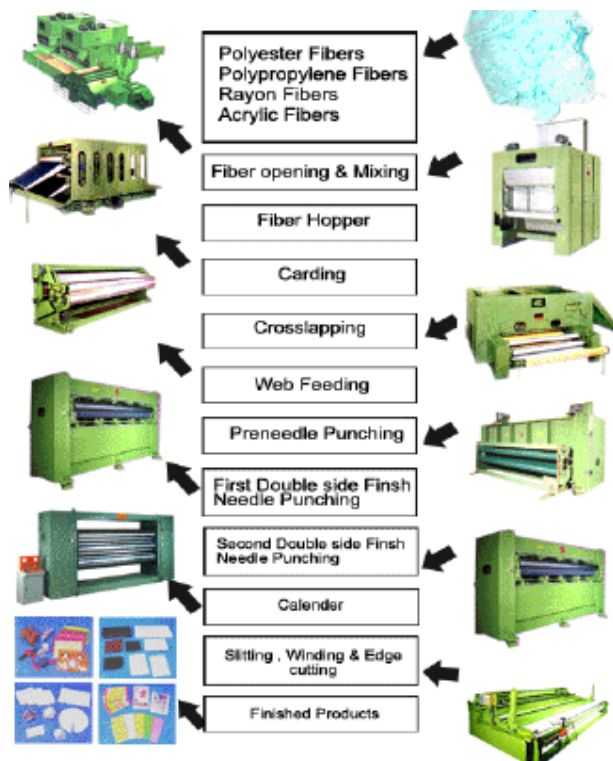 Polyester Fibers
Polypropylene Fibers
Rayon Fibers
Acrylic Fibers
Fiber opening & Mixing
Fiber Hopper
Carding
Crosslapping
Web Feeding
Preneedle Punching
First Double side Finsh
Needle Punching
Second Double side Finsh
Needle Punching
Calender
Slitting , Winding & Edge
cutting
Finished Products